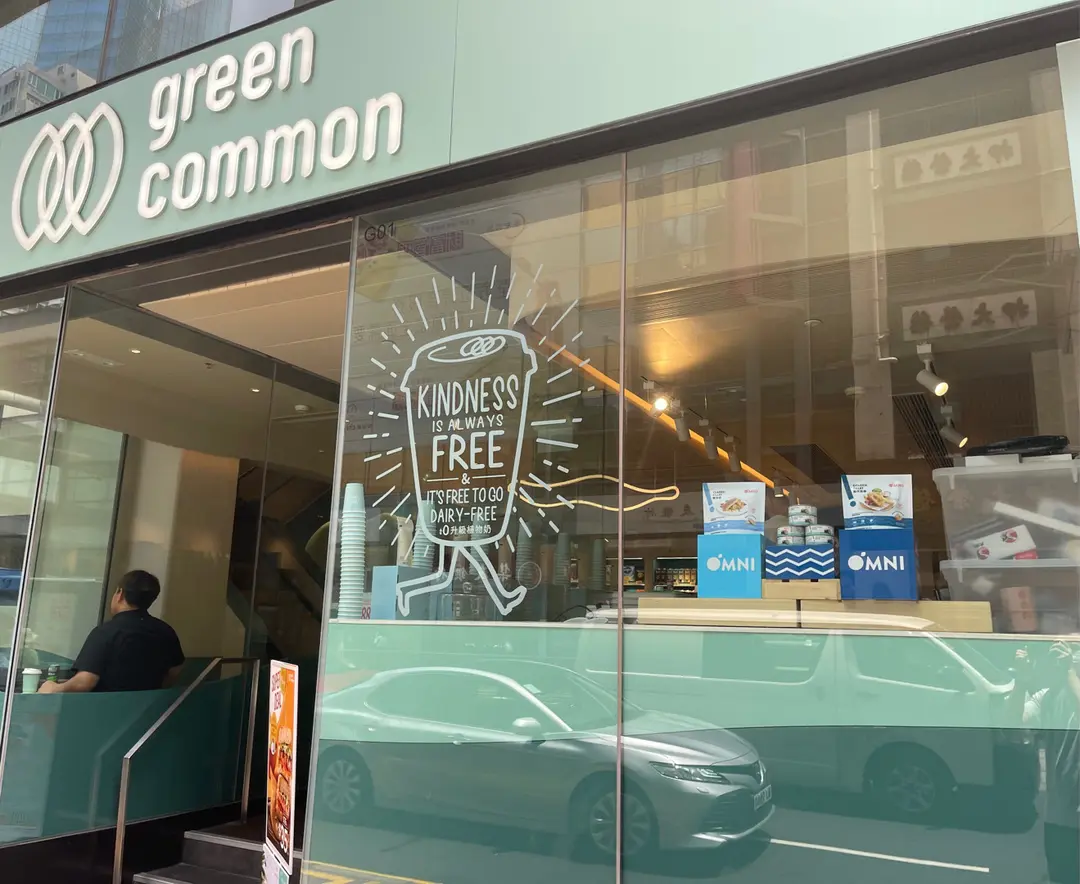 green
common
G01
KINDNESS
IS ALWAYS
FREE
&
IT'S FREE TO GO
DAIRY-FREE
$0升級植物奶
OMNI
OMNI